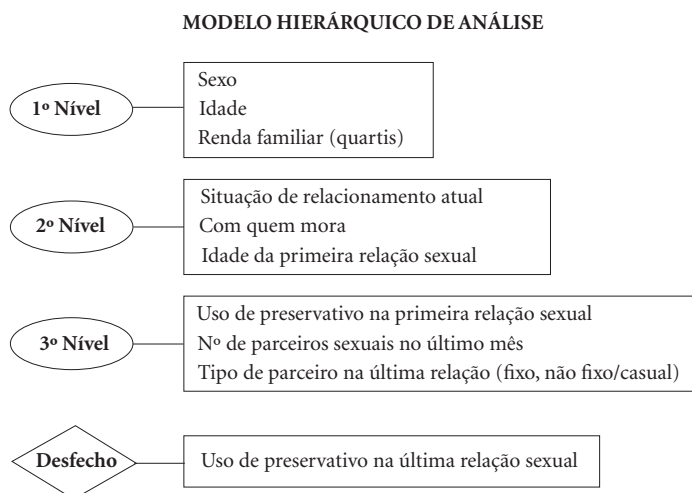 MODELO HIERÁRQUICO DE ANÁLISE
1º Nível
Sexo
Idade
Renda familiar (quartis)
2º Nível
Situação de relacionamento atual
Com quem mora
Idade da primeira relação sexual
3º Nível
Uso de preservativo na primeira relação sexual
Nº de parceiros sexuais no último mês
Tipo de parceiro na última relação (fixo, não fixo/casual)
Desfecho
Uso de preservativo na última relação sexual